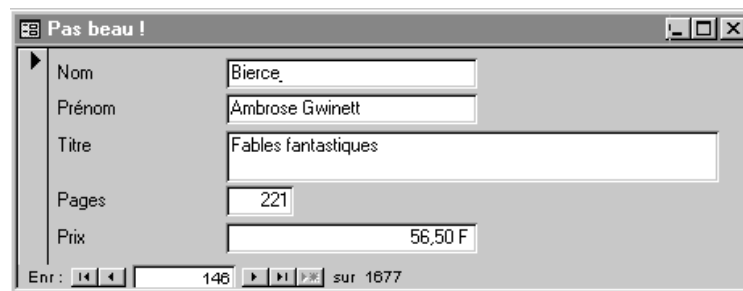 Pas beau !
Nom Bierce
Prénom Ambrose Gwinett
Titre Fables fantastiques
Pages 221
Prix 56,50 F
Enr : 146 sur 1677